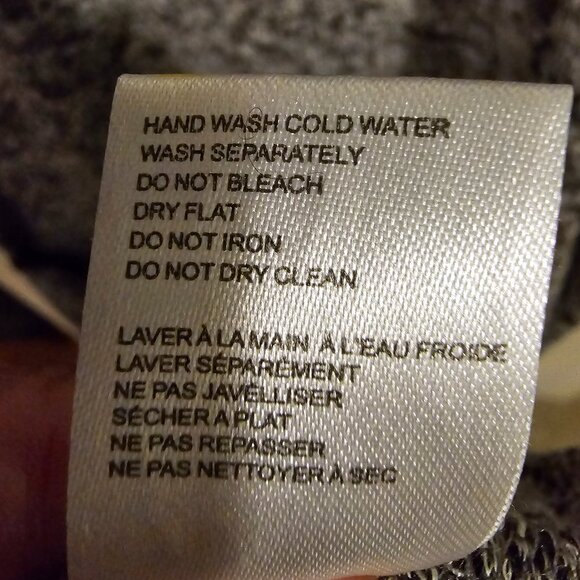 HAND WASH COLD WATER
WASH SEPARATELY
DO NOT BLEACH
DRY FLAT
DO NOT IRON
DO NOT DRY CLEAN
LAVER À LA MAIN À L'EAU FROIDE
LAVER SÉPARÉMENT
NE PAS JAVÉLLISER
SÉCHER A PLAT
NE PAS REPASSER
NE PAS NETTOYER À SEC